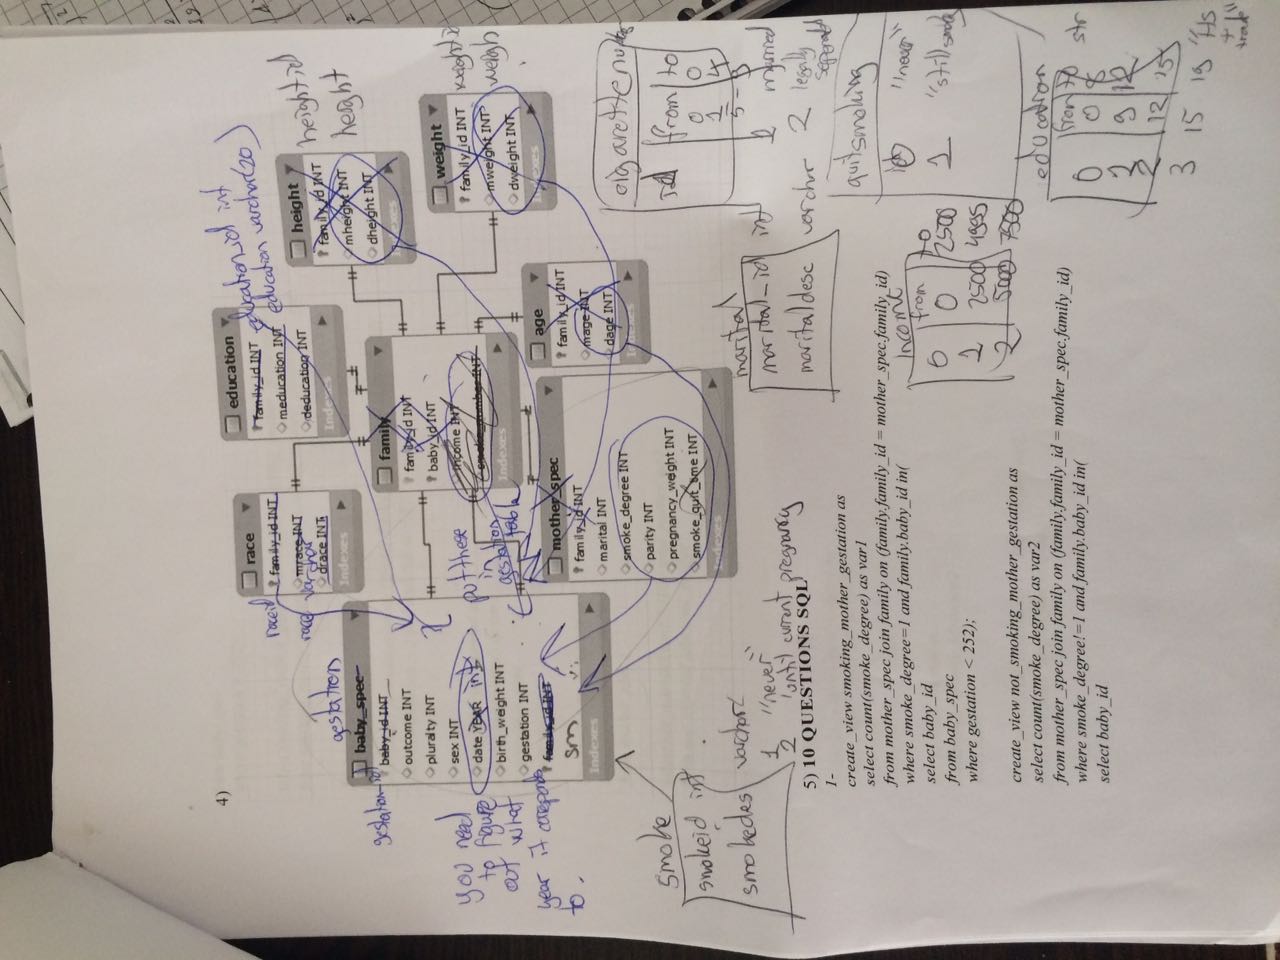 4)
race
family_id INT
mrace INT
drace INT
Indexes
raceid
race varchar
education
family_id INT
meducation INT
deducation INT
Indexes
education_id int
education varchar(20)
height
family_id INT
mheight INT
dheight INT
Indexes
height id
height
gestation
baby_spec
gestation_id
baby_id INT
outcome INT
plurality INT
sex INT
date YEAR int
birth_weight INT
gestation INT
family_id INT
Sm
Indexes
you need
to figure
out what
year it coresponds
to.
family
family_id INT
baby_id INT
income INT
smoke_number INT
Indexes
put these
in
gestation
table
weight
family_id INT
mweight INT
dweight INT
Indexes
weight id
weigh
mother_spec
family_id INT
marital INT
smoke_degree INT
parity INT
pregnancy_weight INT
smoke_quit_time INT
Indexes
age
family_id INT
mage INT
dage INT
Indexes
smoke
smokeid int
smokedes varchar
1 "never"
2 "until current pregnancy
marital
marital_id int
maritaldesc varchar
id from to
0 0
1 4
5 -
1 married
2 legally
seperated
5) 10 QUESTIONS SQL
1-
create_view smoking_mother_gestation as
select count(smoke_degree) as var1
from mother_spec join family on (family.family_id = mother_spec.family_id)
where smoke_degree=1 and family.baby_id in(
select baby_id
from baby_spec
where gestation < 252);
create_view not_smoking_mother_gestation as
select count(smoke_degree) as var2
from mother_spec join family on (family.family_id = mother_spec.family_id)
where smoke_degree!=1 and family.baby_id in(
select baby_id
Income
from to
0 0 2500
1 2500 4995
2 5000 7500
quitsmoking
id
0 "never"
1 "still smoking
education
from to str
0 0 8
1 9 12
2 12 15
3 15 19 "HS
+
trade"